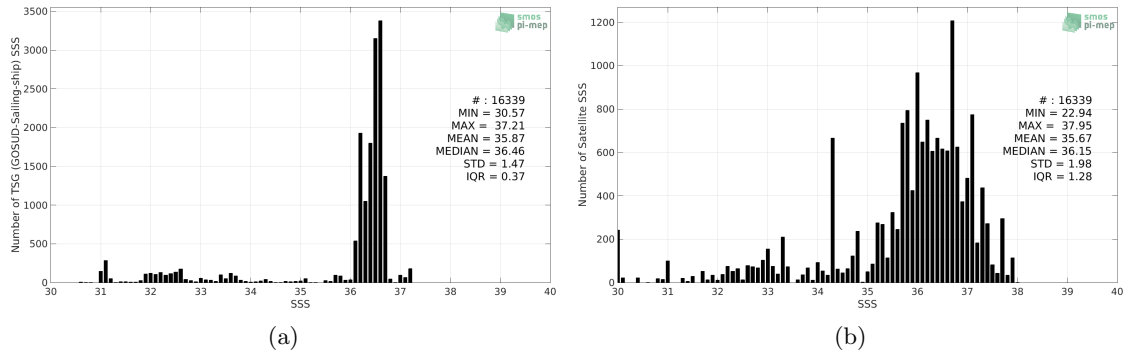 smos
pi-mep
Number of TSG (GOSUD-Sailing-ship) SSS
3500
3000
2500
2000
1500
1000
500
0
# : 16339
MIN = 30.57
MAX = 37.21
MEAN = 35.87
MEDIAN = 36.46
STD = 1.47
IQR = 0.37
30 31 32 33 34 35 36 37 38 39 40
SSS
(a)
smos
pi-mep
Number of Satellite SSS
1200
1000
800
600
400
200
0
# : 16339
MIN = 22.94
MAX = 37.95
MEAN = 35.67
MEDIAN = 36.15
STD = 1.98
IQR = 1.28
30 31 32 33 34 35 36 37 38 39 40
SSS
(b)